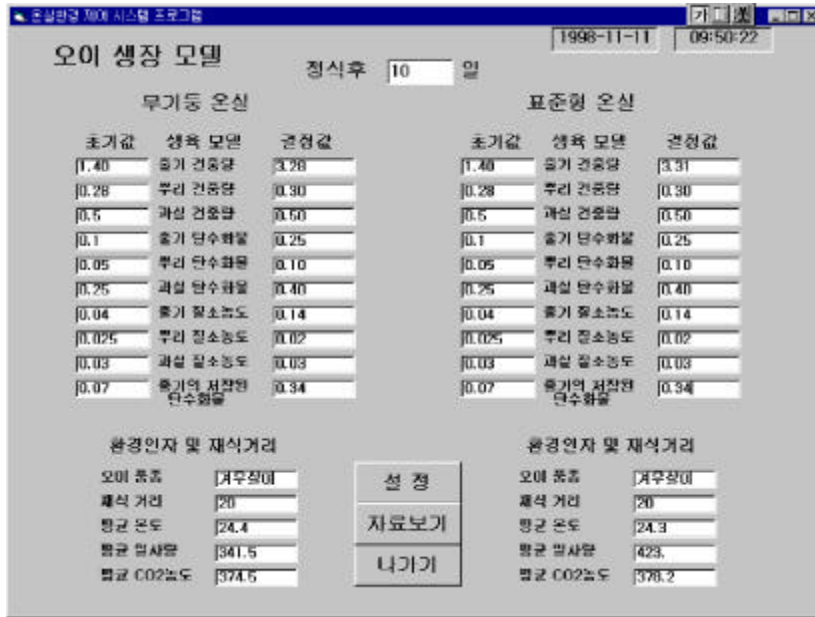 온실환경 제어 시스템 프로그램
가 漢
1998-11-11 09:50:22
오이 생장 모델
정식후 10 일
무기둥 온실 표준형 온실
초기값 생육 모델 결정값 초기값 생육 모델 결정값
1.40 줄기 건중량 3.28 1.40 줄기 건중량 3.31
0.28 뿌리 건중량 0.30 0.28 뿌리 건중량 0.30
0.5 과실 건중량 0.50 0.5 과실 건중량 0.50
0.1 줄기 탄수화물 0.25 0.1 줄기 탄수화물 0.25
0.05 뿌리 탄수화물 0.10 0.05 뿌리 탄수화물 0.10
0.25 과실 탄수화물 0.40 0.25 과실 탄수화물 0.40
0.04 줄기 질소농도 0.14 0.04 줄기 질소농도 0.14
0.025 뿌리 질소농도 0.02 0.025 뿌리 질소농도 0.02
0.03 과실 질소농도 0.03 0.03 과실 질소농도 0.03
0.07 줄기의 저장된 0.34 0.07 줄기의 저장된 0.34
탄수화물 탄수화물
환경인자 및 재식거리 환경인자 및 재식거리
오이 품종 겨우살이 설 정 오이 품종 겨우살이
재식 거리 20 재식 거리 20
평균 온도 24.4 자료보기 평균 온도 24.3
평균 일사량 341.5 평균 일사량 423.
평균 CO2농도 374.5 나가기 평균 CO2농도 378.2